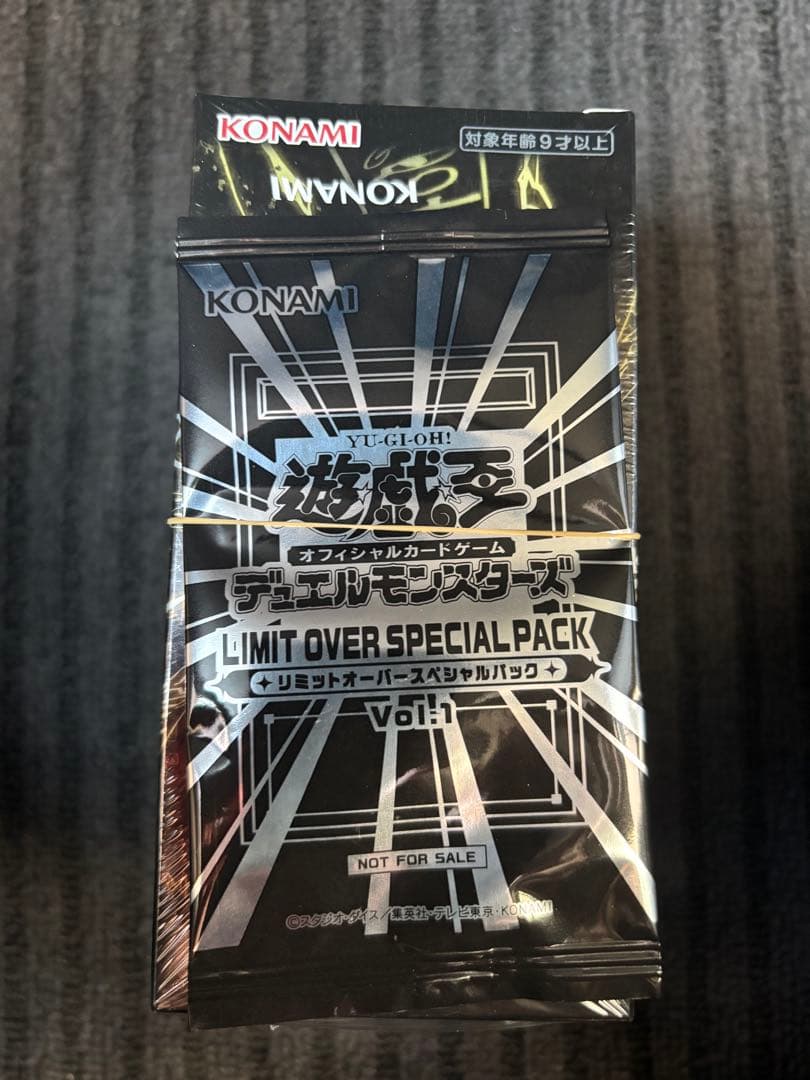 KONAMI
対象年齢9才以上
KONAMI
KONAMI
YU-GI-OH!
遊戯王
オフィシャルカードゲーム
デュエルモンスターズ
LIMIT OVER SPECIAL PACK
リミットオーバースペシャルパック
Vol.1
NOT FOR SALE
©スタジオ・ダイス/集英社・テレビ東京・KONAMI